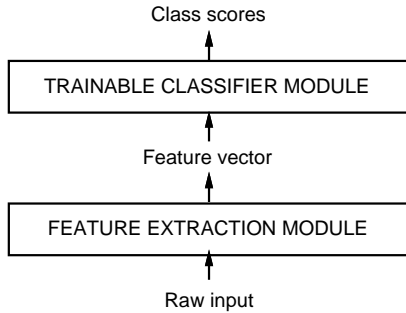 Class scores
TRAINABLE CLASSIFIER MODULE
Feature vector
FEATURE EXTRACTION MODULE
Raw input